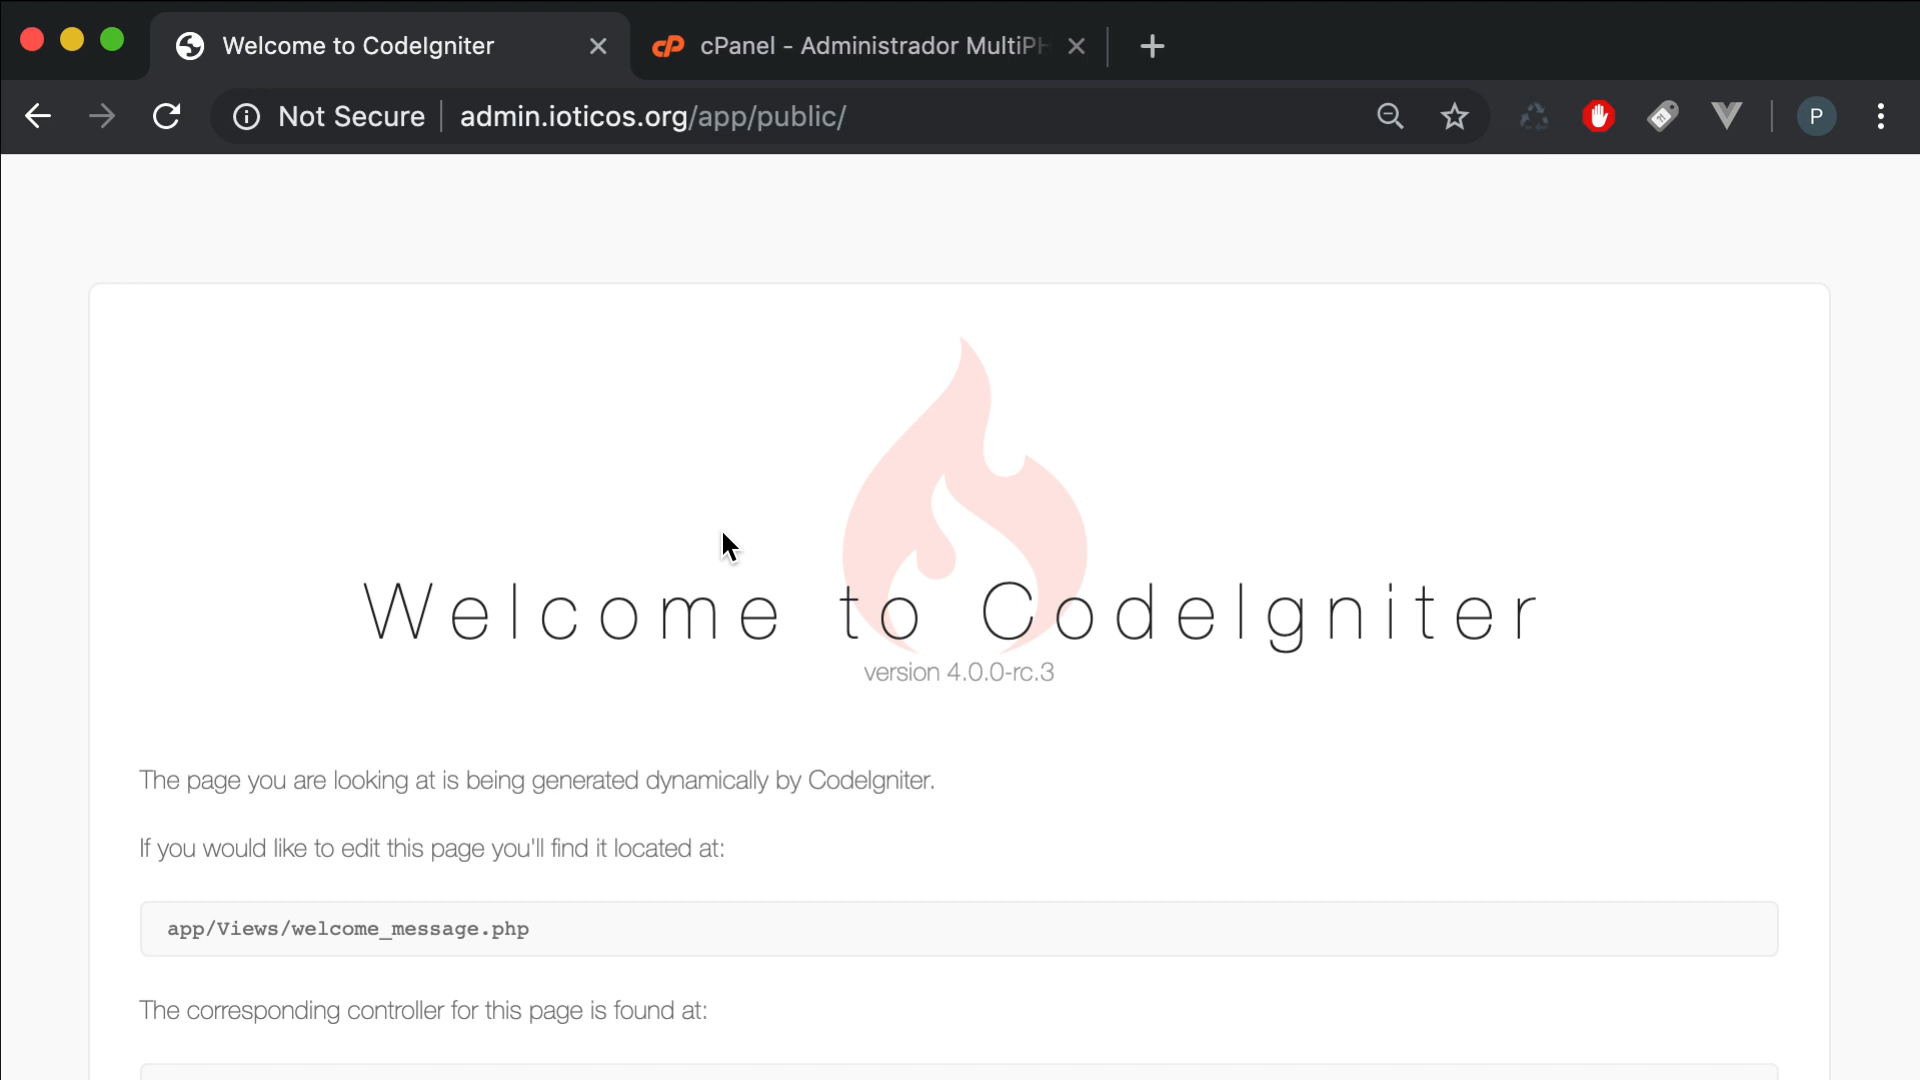 Welcome to CodeIgniter
cPanel - Administrador MultiPH
Not Secure
admin.ioticos.org/app/public/
P
Welcome to CodeIgniter
version 4.0.0-rc.3
The page you are looking at is being generated dynamically by CodeIgniter.
If you would like to edit this page you'll find it located at:
app/Views/welcome_message.php
The corresponding controller for this page is found at: